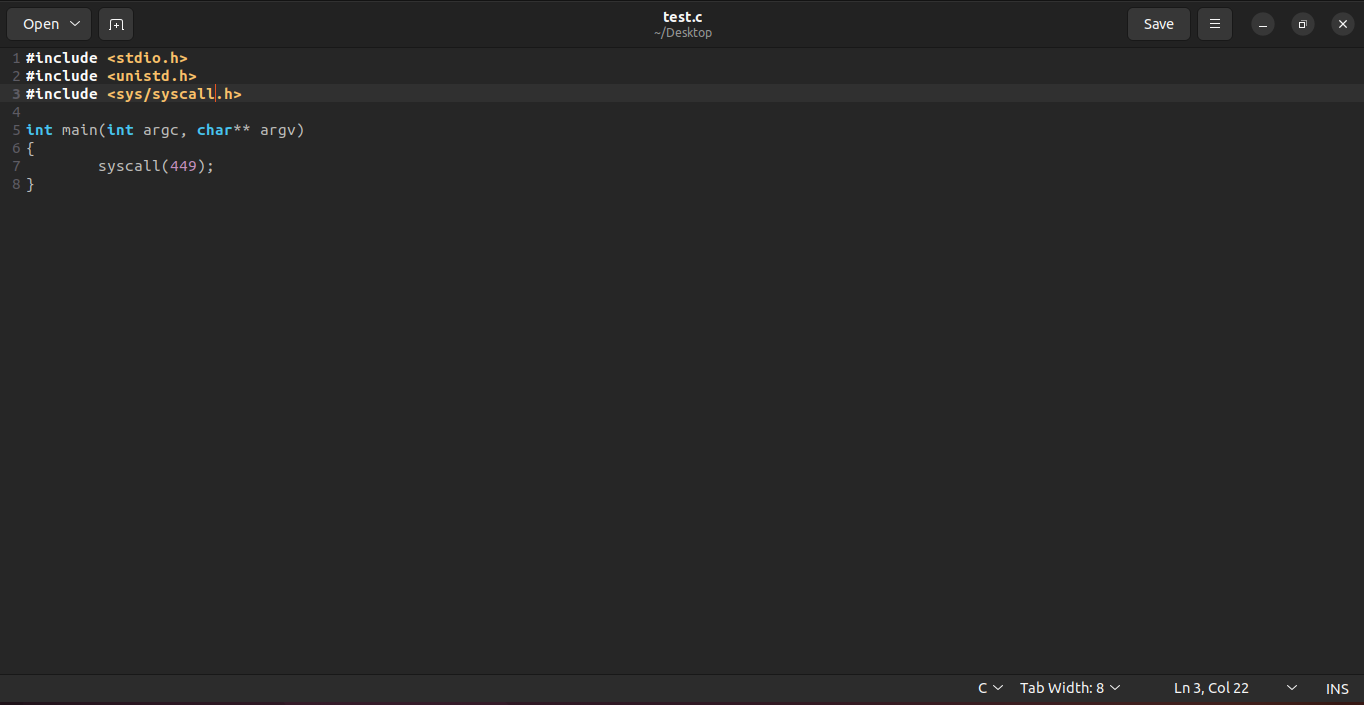 Open
test.c
~/Desktop
Save
1 #include <stdio.h>
2 #include <unistd.h>
3 #include <sys/syscall.h>
4
5 int main(int argc, char** argv)
6 {
7         syscall(449);
8 }
C Tab Width: 8 Ln 3, Col 22 INS